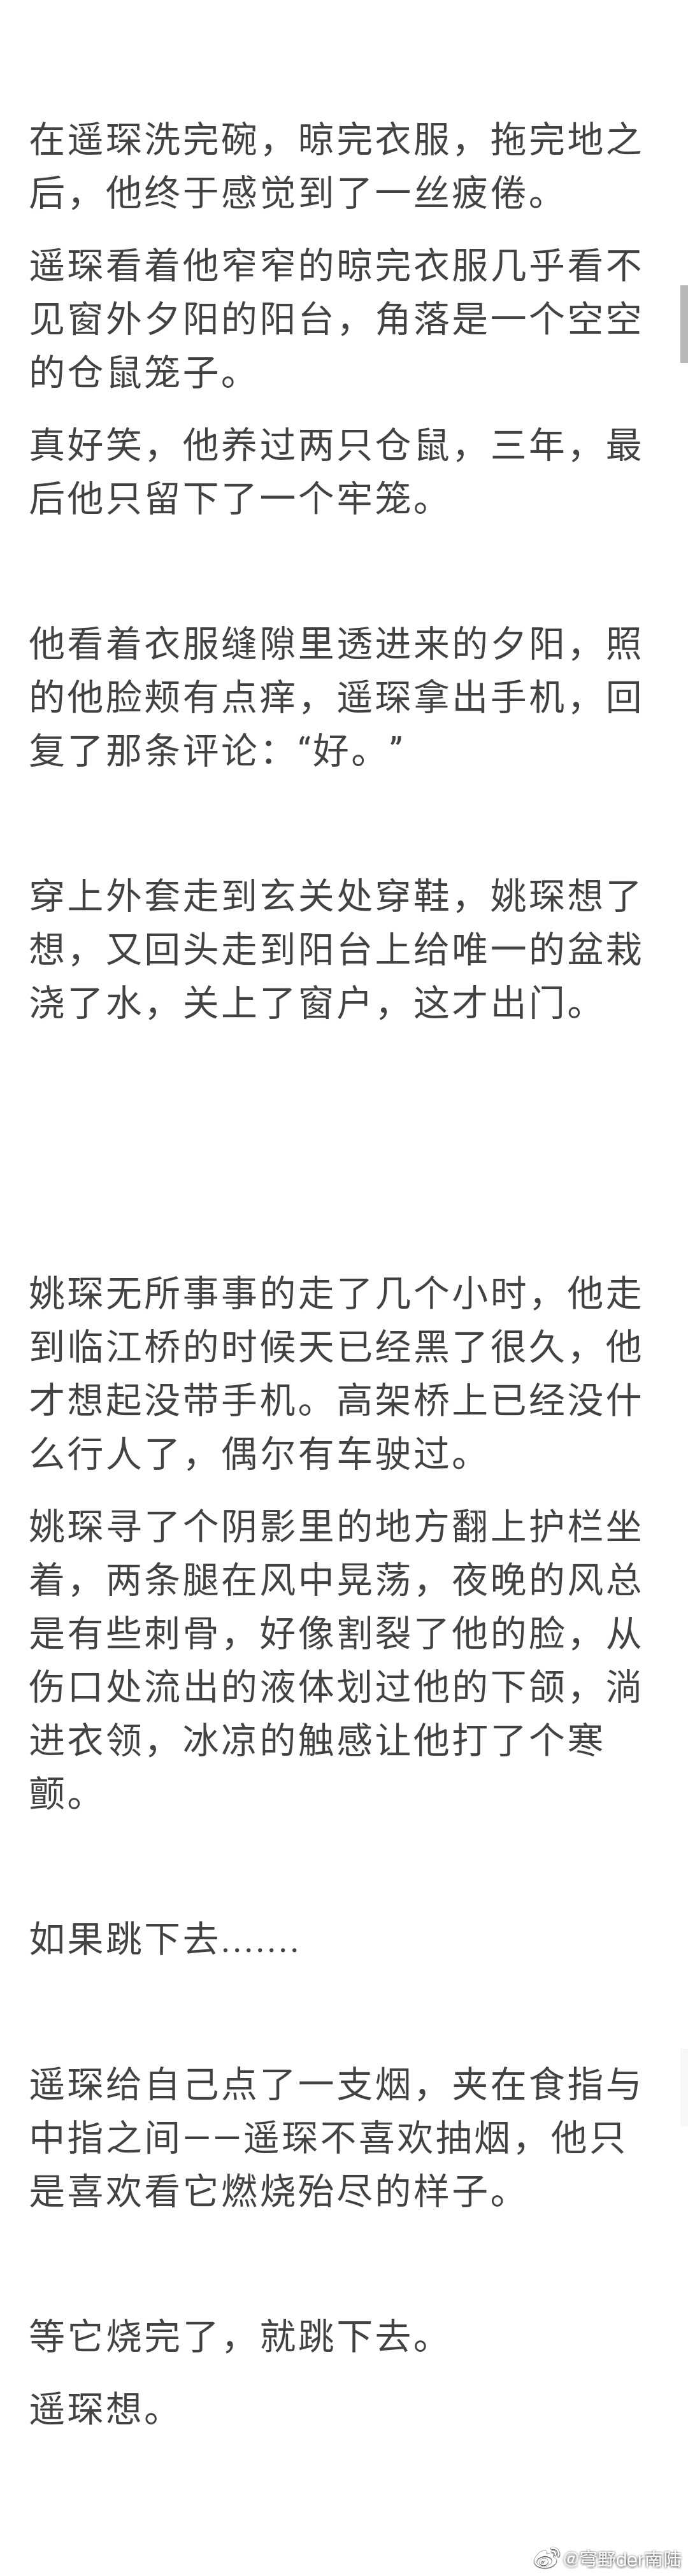 在遥琛洗完碗，晾完衣服，拖完地之
后，他终于感觉到了一丝疲倦。
遥琛看着他窄窄的晾完衣服几乎看不
见窗外夕阳的阳台，角落是一个空空
的仓鼠笼子。
真好笑，他养过两只仓鼠，三年，最
后他只留下了一个牢笼。
他看着衣服缝隙里透进来的夕阳，照
的他脸颊有点痒，遥琛拿出手机，回
复了那条评论：“好。”
穿上外套走到玄关处穿鞋，姚琛想了
想，又回头走到阳台上给唯一的盆栽
浇了水，关上了窗户，这才出门。
姚琛无所事事的走了几个小时，他走
到临江桥的时候天已经黑了很久，他
才想起没带手机。高架桥上已经没什
么行人了，偶尔有车驶过。
姚琛寻了个阴影里的地方翻上护栏坐
着，两条腿在风中晃荡，夜晚的风总
是有些刺骨，好像割裂了他的脸，从
伤口处流出的液体划过他的下颌，淌
进衣领，冰凉的触感让他打了个寒
颤。
如果跳下去.......
遥琛给自己点了一支烟，夹在食指与
中指之间——遥琛不喜欢抽烟，他只
是喜欢看它燃烧殆尽的样子。
等它烧完了，就跳下去。
遥琛想。
@穹野der南陆